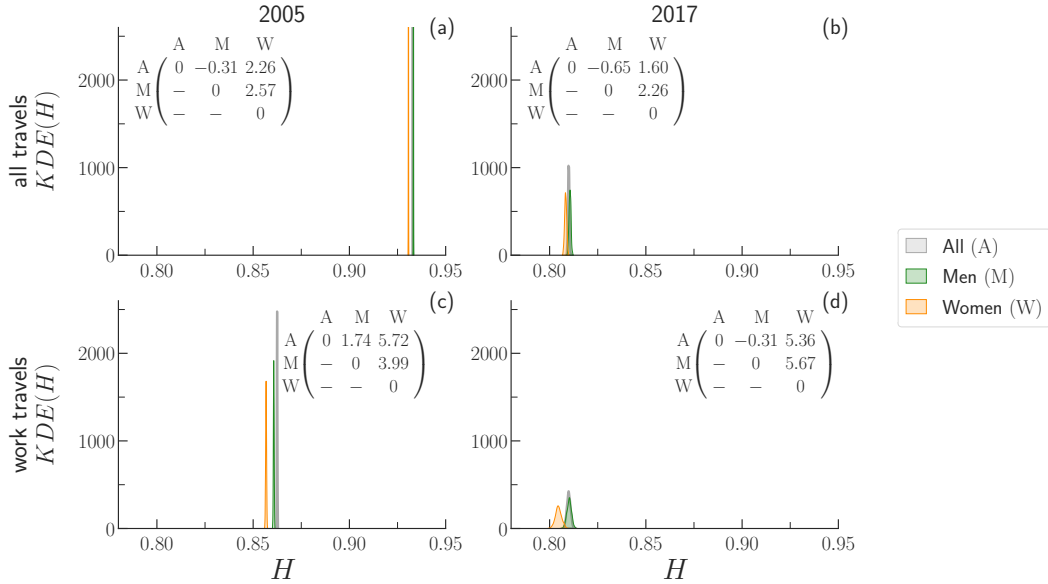 2005
2017
all travels
KDE(H)
(a)
A M W
A 0 −0.31 2.26
M − 0 2.57
W − − 0
2000
1000
0
0.80 0.85 0.90 0.95
(b)
A M W
A 0 −0.65 1.60
M − 0 2.26
W − − 0
2000
1000
0
0.80 0.85 0.90 0.95
work travels
KDE(H)
(c)
A M W
A 0 1.74 5.72
M − 0 3.99
W − − 0
2000
1000
0
0.80 0.85 0.90 0.95
H
(d)
A M W
A 0 −0.31 5.36
M − 0 5.67
W − − 0
2000
1000
0
0.80 0.85 0.90 0.95
H
All (A)
Men (M)
Women (W)